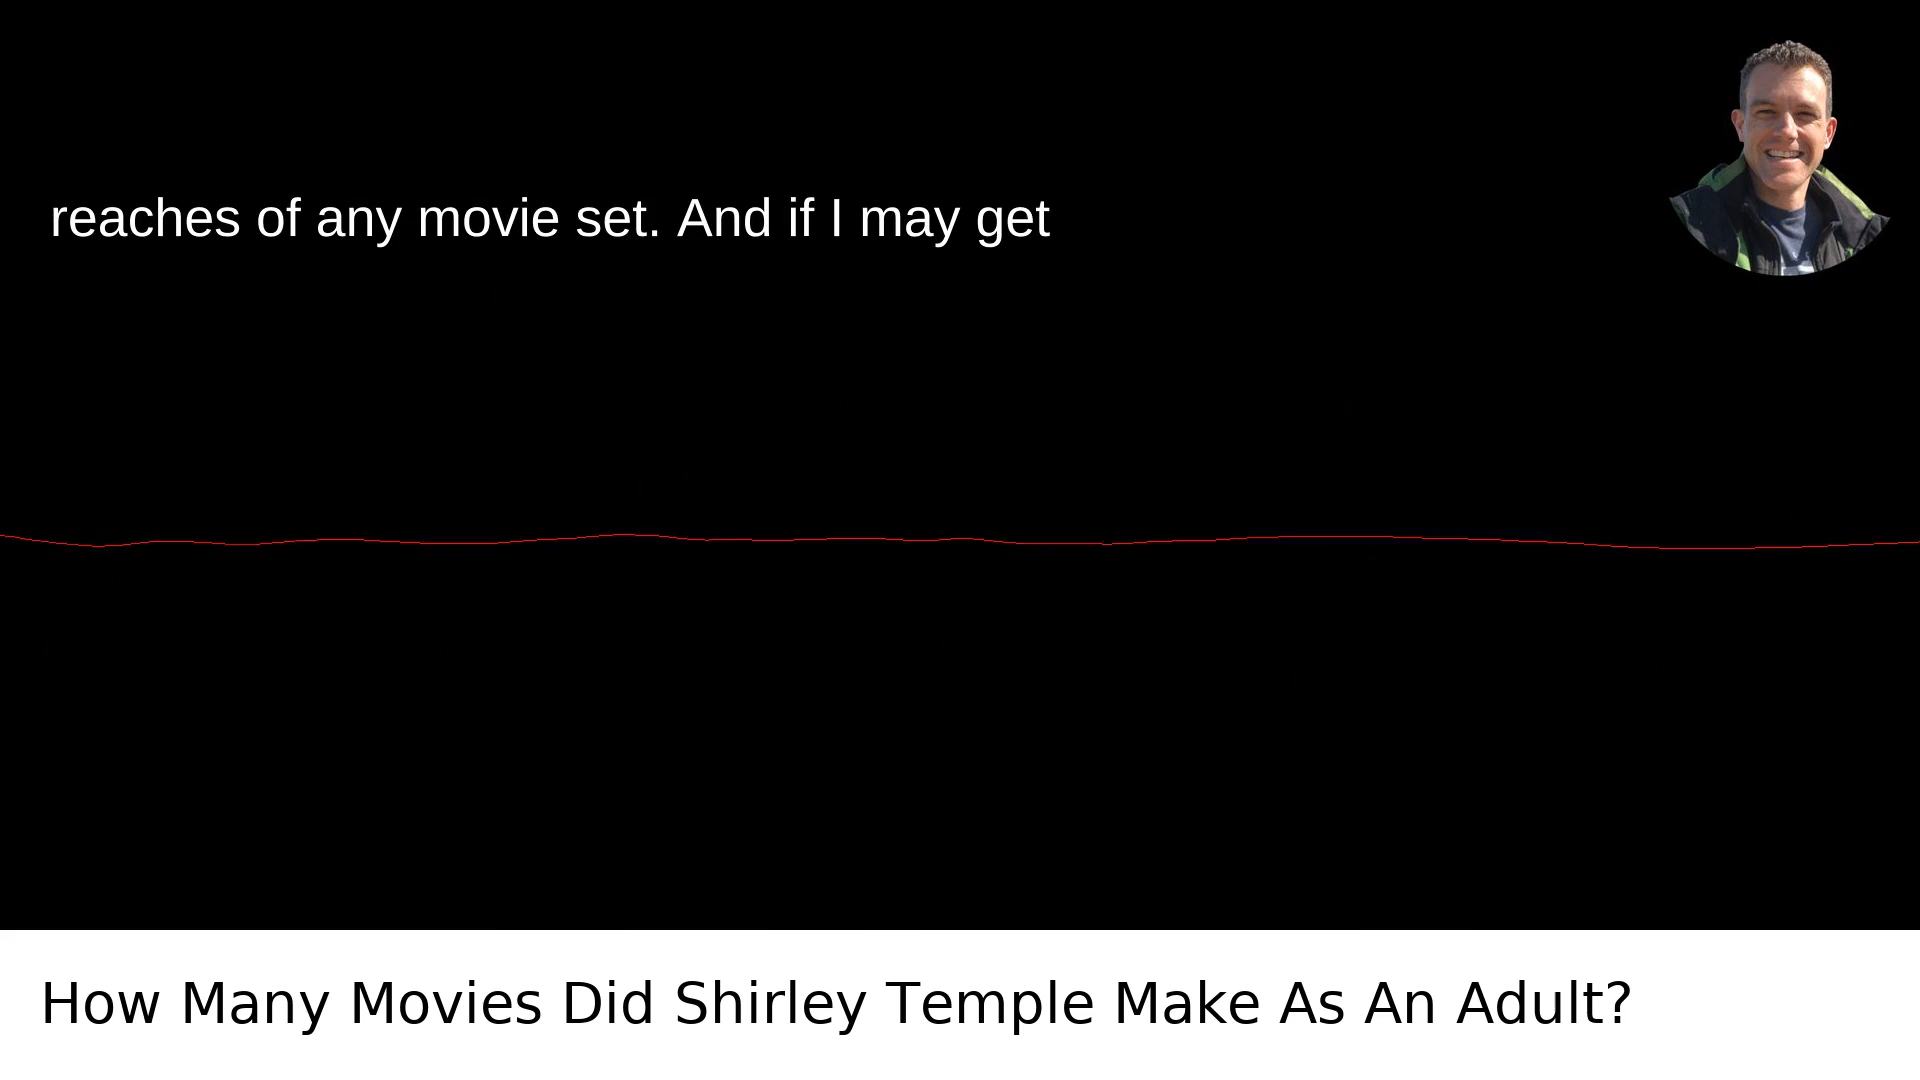 reaches of any movie set. And if I may get
How Many Movies Did Shirley Temple Make As An Adult?